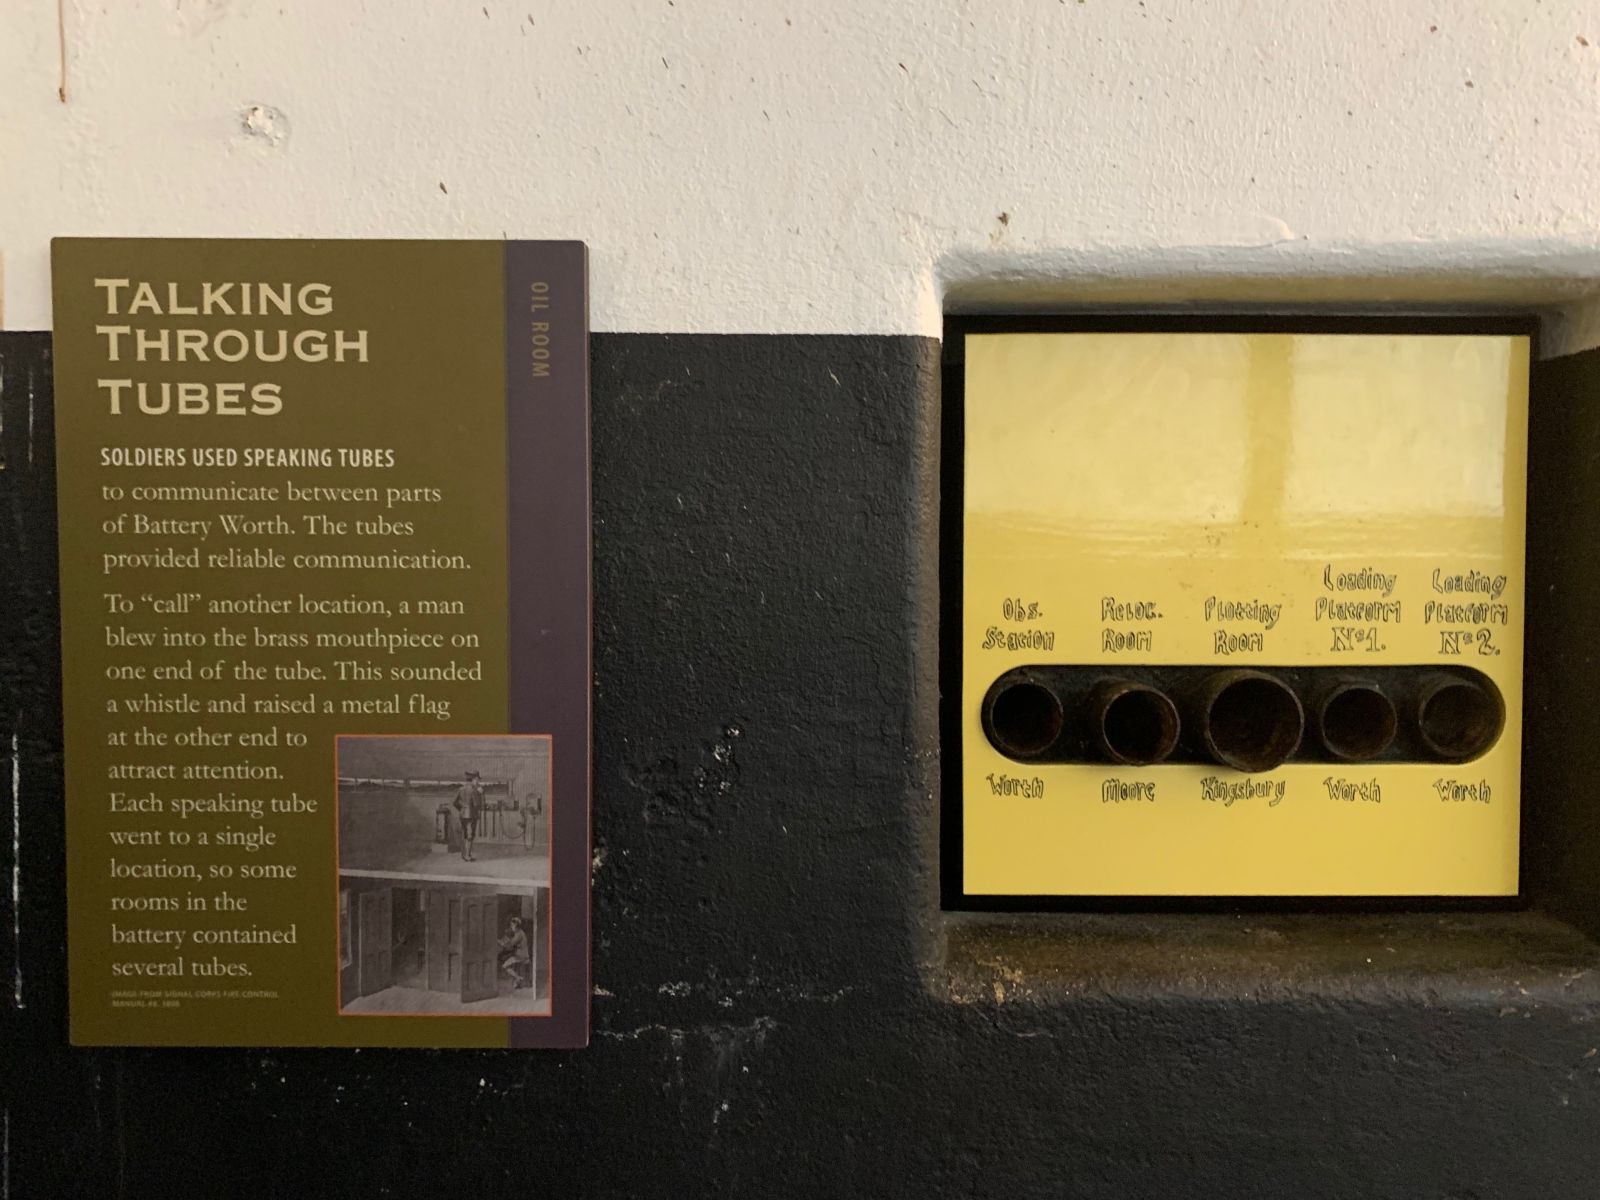 TALKING
THROUGH
TUBES
OIL ROOM
SOLDIERS USED SPEAKING TUBES
to communicate between parts
of Battery Worth. The tubes
provided reliable communication.
To “call” another location, a man
blew into the brass mouthpiece on
one end of the tube. This sounded
a whistle and raised a metal flag
at the other end to
attract attention.
Each speaking tube
went to a single
location, so some
rooms in the
battery contained
several tubes.
IMAGE FROM SIGNAL CORPS FIRE CONTROL
MANUAL
Obs.
Station
Reloc.
Room
Plotting
Room
Loading
Platform
No 1.
Loading
Platform
No 2.
Worth
Moore
Kingsbury
Worth
Worth